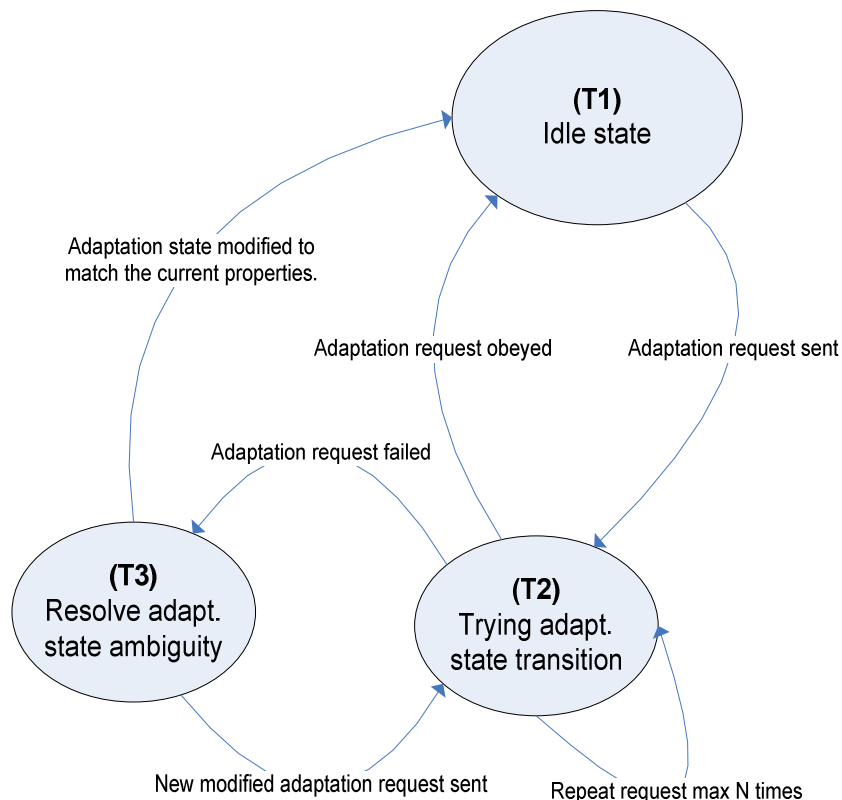 (T1)
Idle state
Adaptation state modified to
match the current properties.
Adaptation request obeyed
Adaptation request sent
Adaptation request failed
(T3)
Resolve adapt.
state ambiguity
(T2)
Trying adapt.
state transition
New modified adaptation request sent
Repeat request max N times